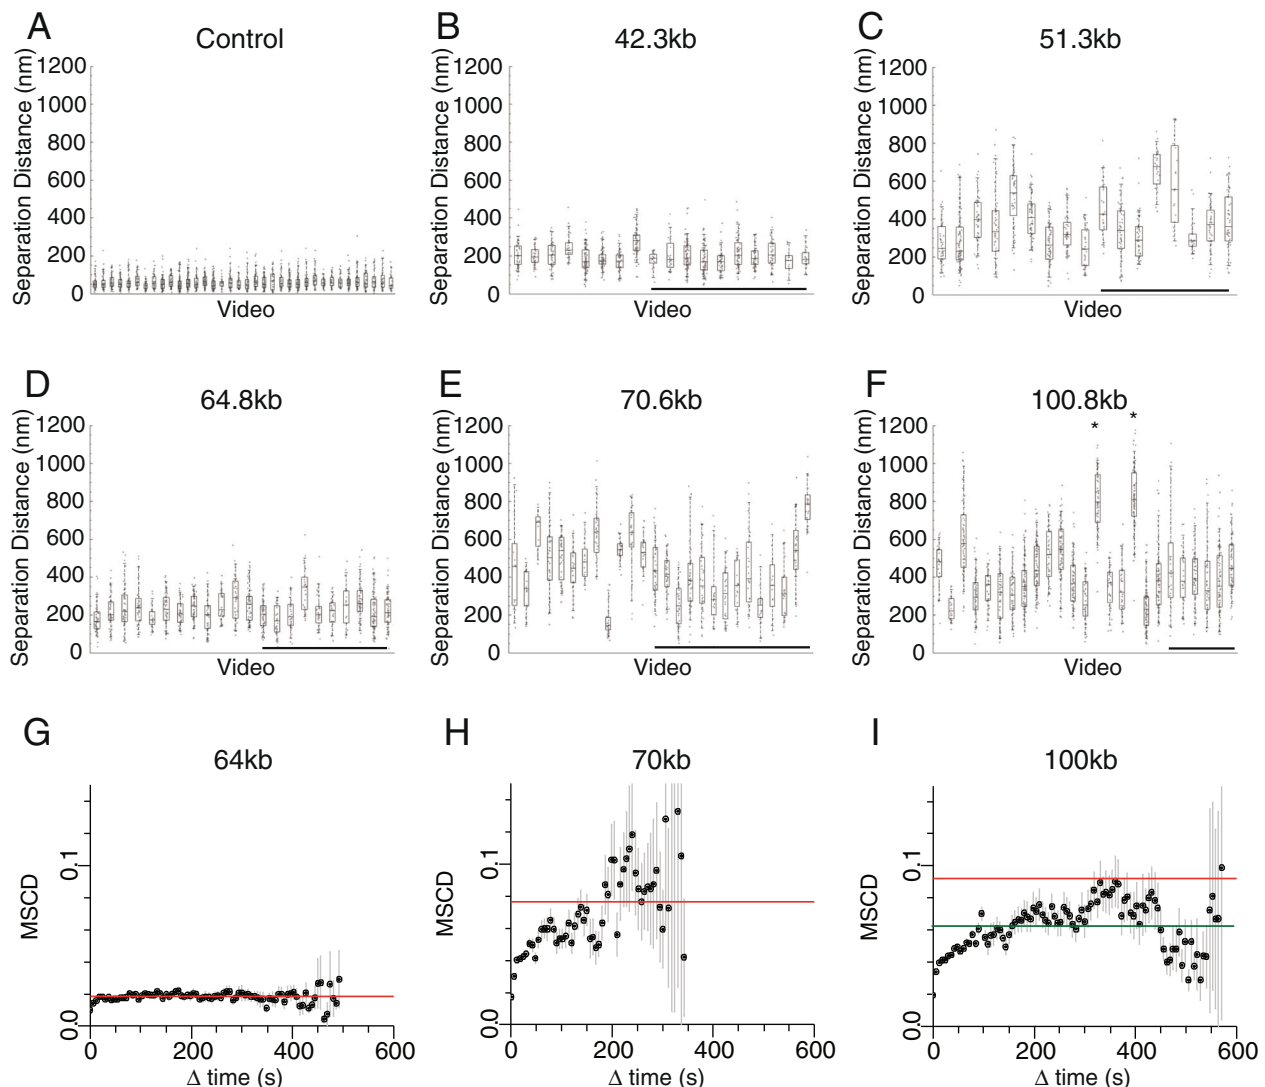 A
Control
Separation Distance (nm)
1200
1000
800
600
400
200
0
Video
B
42.3kb
Separation Distance (nm)
1200
1000
800
600
400
200
0
Video
C
51.3kb
Separation Distance (nm)
1200
1000
800
600
400
200
0
Video
D
64.8kb
Separation Distance (nm)
1200
1000
800
600
400
200
0
Video
E
70.6kb
Separation Distance (nm)
1200
1000
800
600
400
200
0
Video
F
100.8kb
* *
Separation Distance (nm)
1200
1000
800
600
400
200
0
Video
G
64kb
MSCD
0.1
0.0
0 200 400 600
Δ time (s)
H
70kb
MSCD
0.1
0.0
0 200 400 600
Δ time (s)
I
100kb
MSCD
0.1
0.0
0 200 400 600
Δ time (s)